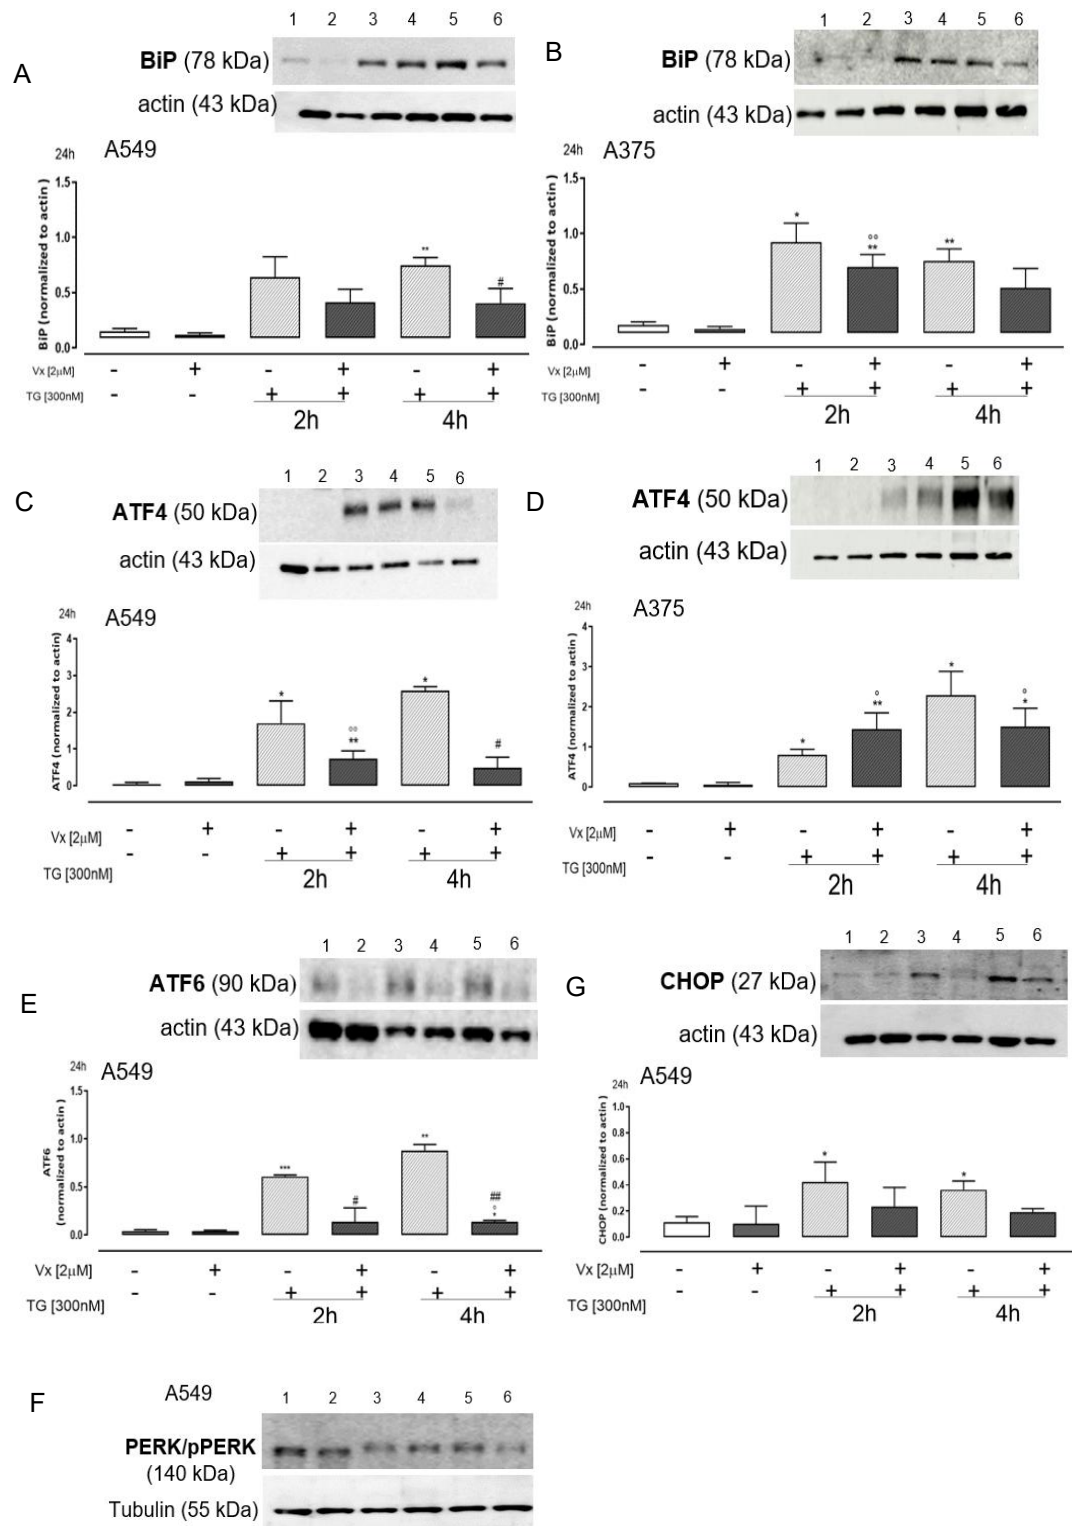 A
1 2 3 4 5 6
BiP (78 kDa)
actin (43 kDa)
24h
A549
BiP (normalized to actin )
1.5
1.0
0.5
0.0
Vx [2µM] - + - + - +
TG [300nM] - - + + + +
2h 4h
B
1 2 3 4 5 6
BiP (78 kDa)
actin (43 kDa)
24h
A375
BiP (normalized to actin )
1.5
1.0
0.5
0.0
* °° ** **
Vx [2µM] - + - + - +
TG [300nM] - - + + + +
2h 4h
** #
C
1 2 3 4 5 6
ATF4 (50 kDa)
actin (43 kDa)
24h
A549
ATF4 (normalized to actin)
4
3
2
1
0
* °° ** * #
Vx [2µM] - + - + - +
TG [300nM] - - + + + +
2h 4h
D
1 2 3 4 5 6
ATF4 (50 kDa)
actin (43 kDa)
24h
A375
ATF4 (normalized to actin )
4
3
2
1
0
* ° ** * ° *
Vx [2µM] - + - + - +
TG [300nM] - - + + + +
2h 4h
E
1 2 3 4 5 6
ATF6 (90 kDa)
actin (43 kDa)
24h
A549
ATF6
(normalized to actin )
1.5
1.0
0.5
0.0
*** # ** ## ° *
Vx [2µM] - + - + - +
TG [300nM] - - + + + +
2h 4h
G
1 2 3 4 5 6
CHOP (27 kDa)
actin (43 kDa)
24h
A549
CHOP (normalized to actin )
1.0
0.8
0.6
0.4
0.2
0.0
* *
Vx [2µM] - + - + - +
TG [300nM] - - + + + +
2h 4h
F
A549
1 2 3 4 5 6
PERK/pPERK
(140 kDa)
Tubulin (55 kDa)